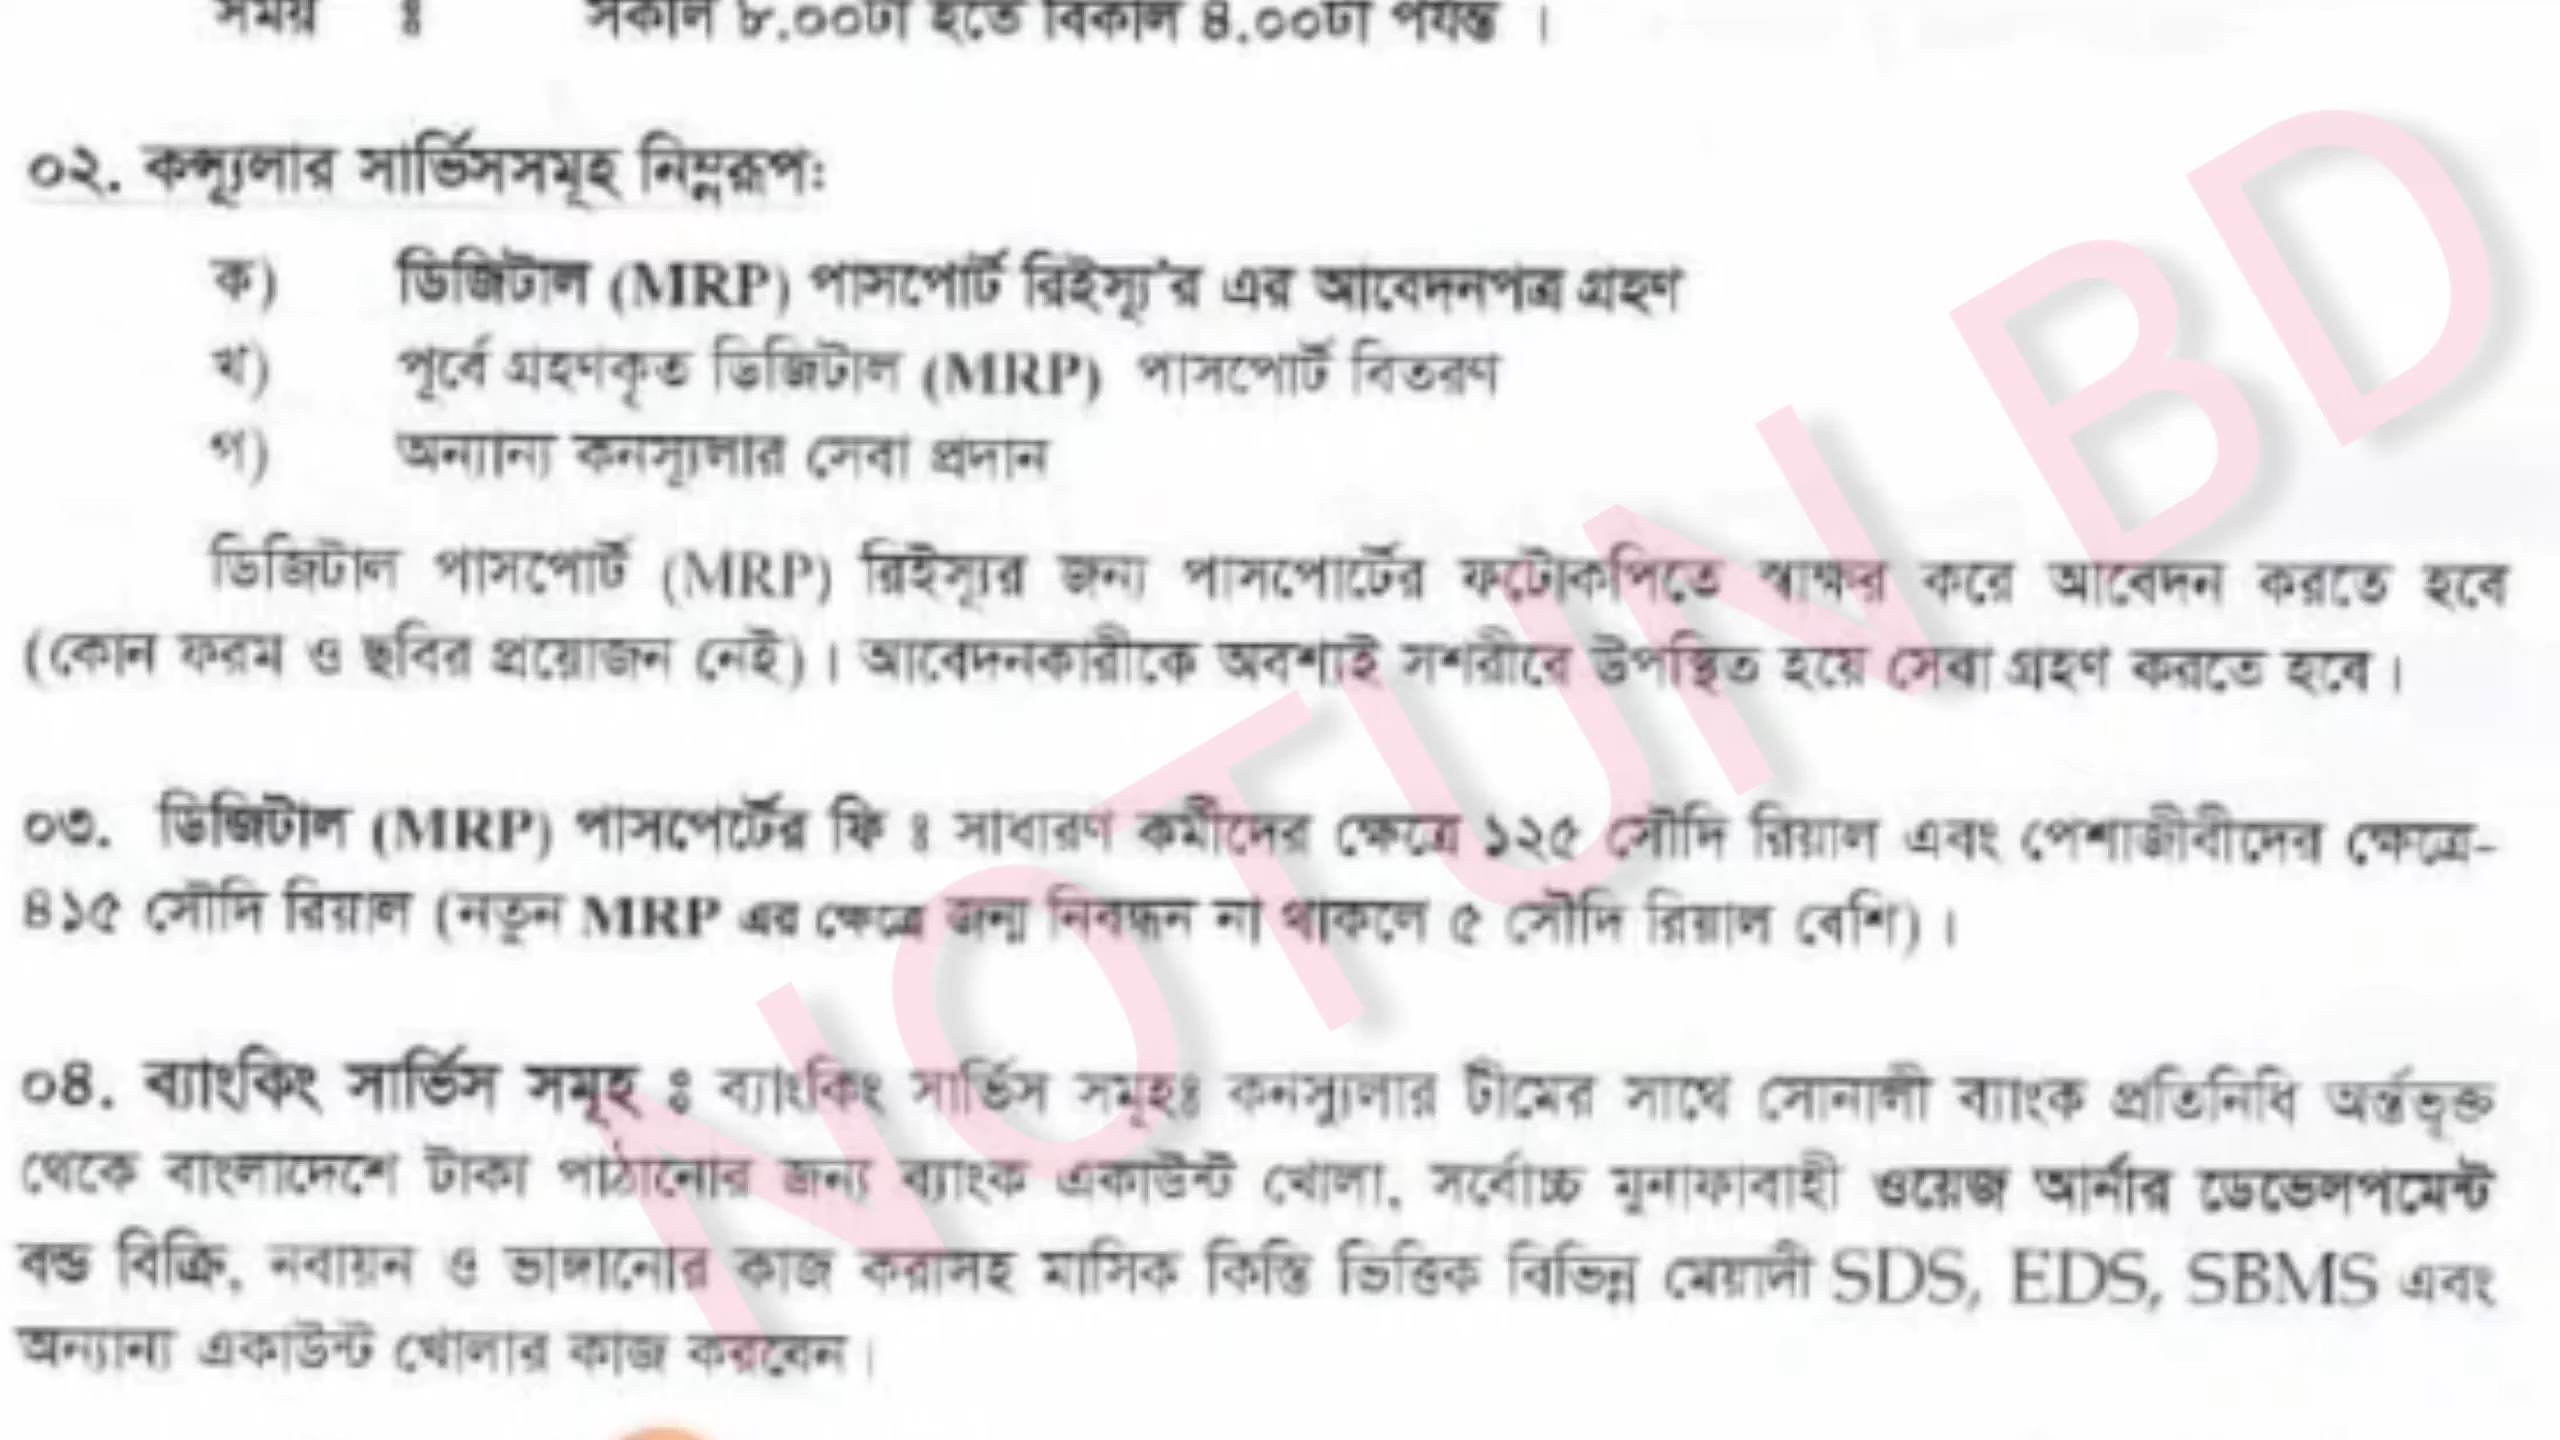 সময় ঃ সকাল ৮.০০টা হতে বিকাল ৪.০০টা পর্যন্ত ।
০২. কন্স্যুলার সার্ভিসসমূহ নিম্নরূপঃ
ক) ডিজিটাল (MRP) পাসপোর্ট রিইস্যু'র এর আবেদনপত্র গ্রহণ
খ) পূর্বে গ্রহণকৃত ডিজিটাল (MRP) পাসপোর্ট বিতরণ
গ) অন্যান্য কনস্যুলার সেবা প্রদান
ডিজিটাল পাসপোর্ট (MRP) রিইস্যুর জন্য পাসপোর্টের ফটোকপিতে স্বাক্ষর করে আবেদন করতে হবে
(কোন ফরম ও ছবির প্রয়োজন নেই) । আবেদনকারীকে অবশ্যই সশরীরে উপস্থিত হয়ে সেবা গ্রহণ করতে হবে ।
০৩. ডিজিটাল (MRP) পাসপের্টের ফি ঃ সাধারণ কর্মীদের ক্ষেত্রে ১২৫ সৌদি রিয়াল এবং পেশাজীবীদের ক্ষেত্রে-
৪১৫ সৌদি রিয়াল (নতুন MRP এর ক্ষেত্রে জন্ম নিবন্ধন না থাকলে ৫ সৌদি রিয়াল বেশি) ।
০৪. ব্যাংকিং সার্ভিস সমূহ ঃ ব্যাংকিং সার্ভিস সমূহঃ কনস্যুলার টীমের সাথে সোনালী ব্যাংক প্রতিনিধি অর্ন্তভূক্ত
থেকে বাংলাদেশে টাকা পাঠানোর জন্য ব্যাংক একাউন্ট খোলা, সর্বোচ্চ মুনাফাবাহী ওয়েজ আর্নার ডেভেলপমেন্ট
বন্ড বিক্রি, নবায়ন ও ভাঙ্গানোর কাজ করাসহ মাসিক কিস্তি ভিত্তিক বিভিন্ন মেয়াদী SDS, EDS, SBMS এবং
অন্যান্য একাউন্ট খোলার কাজ করবেন ।
NOTUN BD